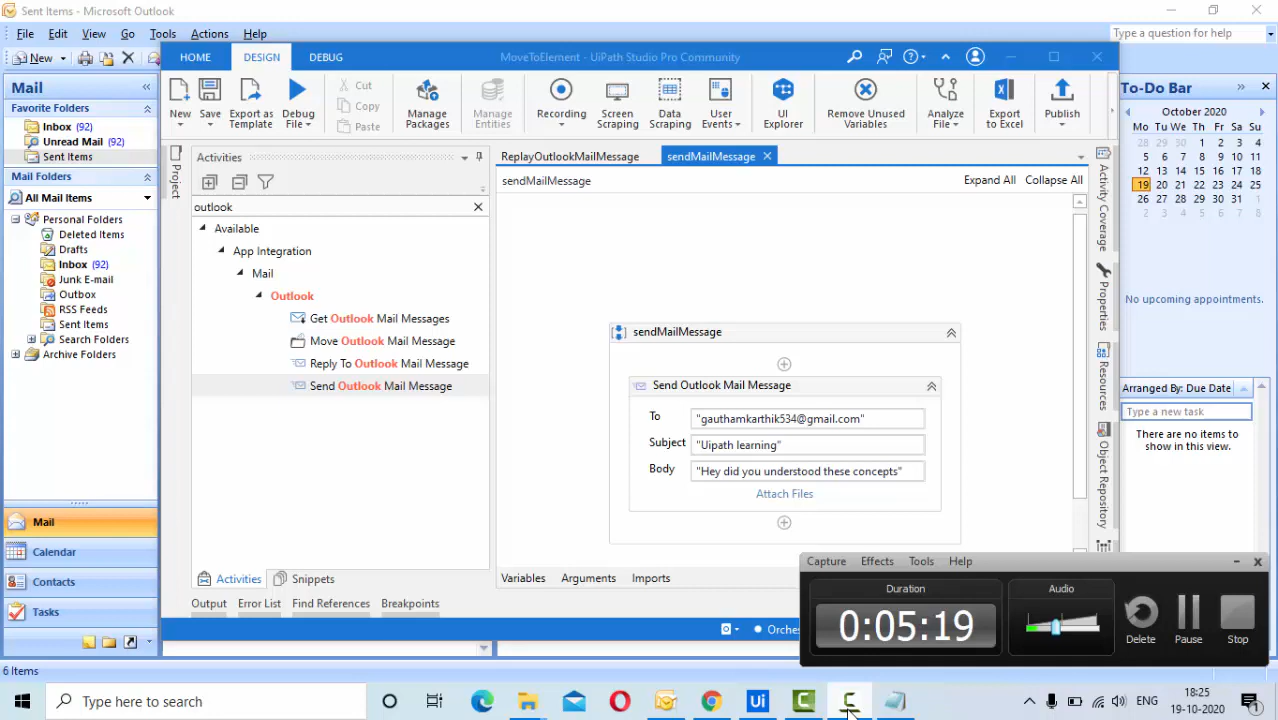 Sent Items - Microsoft Outlook
File Edit View Go Tools Actions Help
Type a question for help
New
Mail
Favorite Folders
Inbox (92)
Unread Mail (92)
Sent Items
Mail Folders
All Mail Items
Personal Folders
Deleted Items
Drafts
Inbox (92)
Junk E-mail
Outbox
RSS Feeds
Sent Items
Search Folders
Archive Folders
Mail
Calendar
Contacts
Tasks
6 Items
HOME DESIGN DEBUG
MoveToElement - UiPath Studio Pro Community
New
Save
Export as Template
Debug File
Cut
Copy
Paste
Manage Packages
Manage Entities
Recording
Screen Scraping
Data Scraping
User Events
UI Explorer
Remove Unused Variables
Analyze File
Export to Excel
Publish
Project
Activities
outlook
Available
App Integration
Mail
Outlook
Get Outlook Mail Messages
Move Outlook Mail Message
Reply To Outlook Mail Message
Send Outlook Mail Message
Activities Snippets
Output Error List Find References Breakpoints
ReplayOutlookMailMessage sendMailMessage
sendMailMessage
Expand All Collapse All
sendMailMessage
Send Outlook Mail Message
To "gauthamkarthik534@gmail.com"
Subject "Uipath learning"
Body "Hey did you understood these concepts"
Attach Files
Variables Arguments Imports
Orche
Activity Coverage
Properties
Resources
Object Repository
To-Do Bar
October 2020
Mo Tu We Th Fr Sa Su
28 29 30 1 2 3 4
5 6 7 8 9 10 11
12 13 14 15 16 17 18
19 20 21 22 23 24 25
26 27 28 29 30 31 1
2 3 4 5 6 7 8
No upcoming appointments.
Arranged By: Due Date
Type a new task
There are no items to show in this view.
Capture Effects Tools Help
Duration
0:05:19
Audio
Delete
Pause
Stop
Type here to search
Ui
ENG
18:25
19-10-2020
1